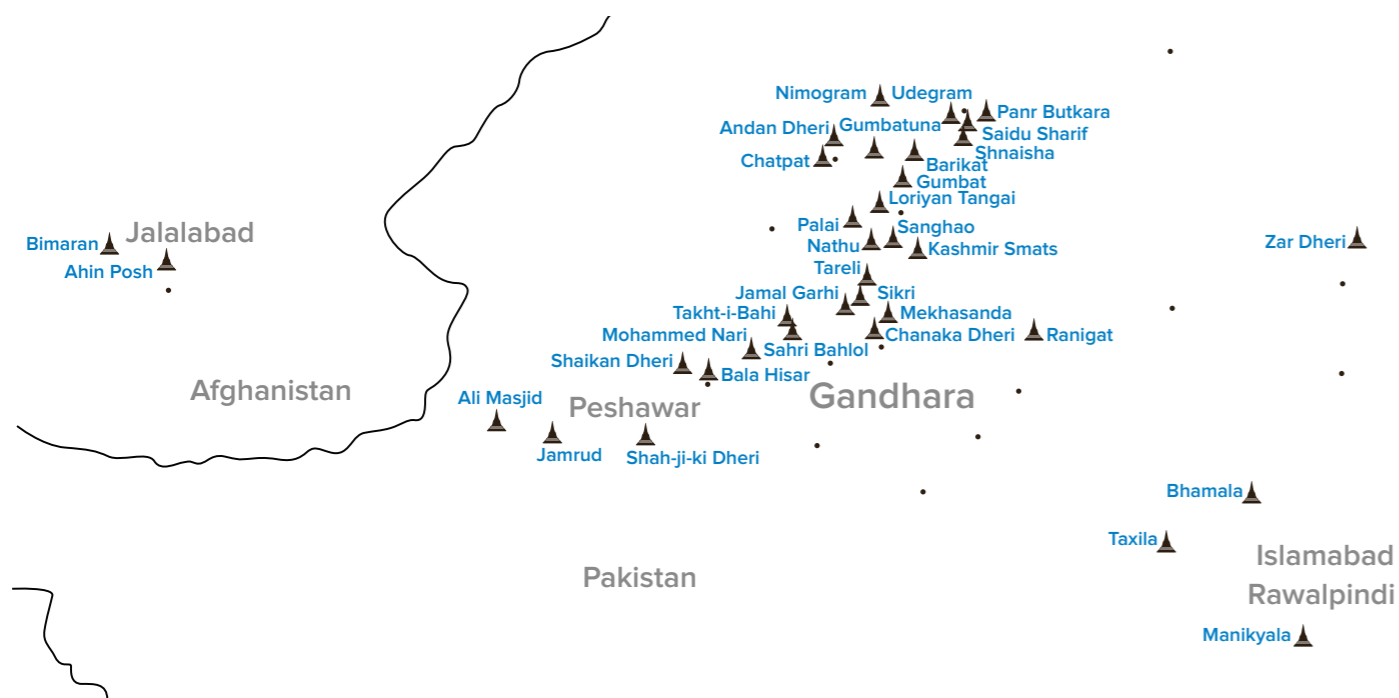 Nimogram
Udegram
Panr Butkara
Andan Dheri
Gumbatuna
Saidu Sharif
Shnaisha
Chatpat
Barikat
Gumbat
Loriyan Tangai
Palai
Sanghao
Jalalabad
Bimaran
Nathu
Kashmir Smats
Zar Dheri
Ahin Posh
Tareli
Jamal Garhi
Sikri
Takht-i-Bahi
Mekhasanda
Mohammed Nari
Chanaka Dheri
Ranigat
Sahri Bahlol
Shaikan Dheri
Bala Hisar
Afghanistan
Ali Masjid
Peshawar
Gandhara
Jamrud
Shah-ji-ki Dheri
Bhamala
Taxila
Islamabad
Pakistan
Rawalpindi
Manikyala